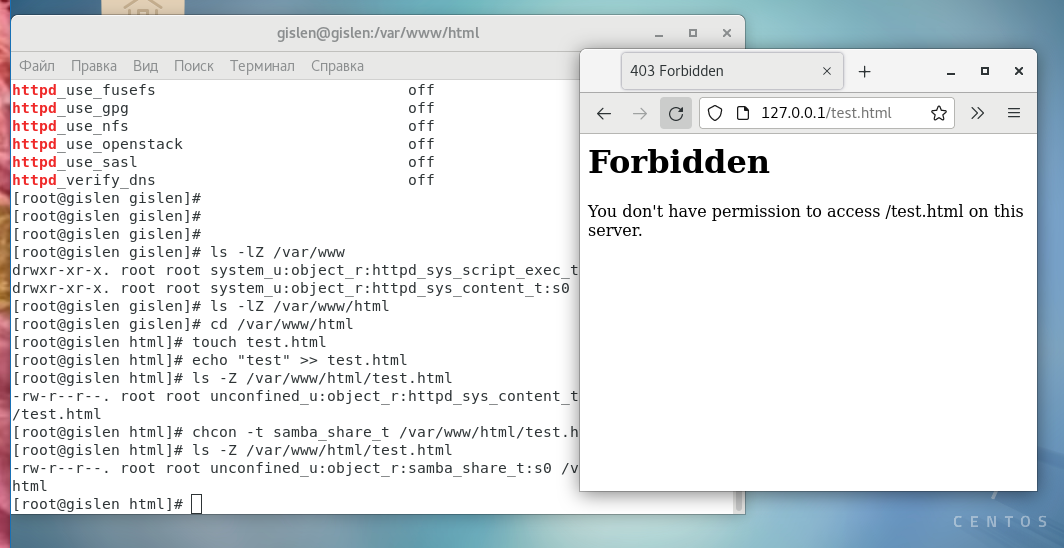 gislen@gislen:/var/www/html
Файл Правка Вид Поиск Терминал Справка
httpd_use_fusefs off
httpd_use_gpg off
httpd_use_nfs off
httpd_use_openstack off
httpd_use_sasl off
httpd_verify_dns off
[root@gislen gislen]#
[root@gislen gislen]#
[root@gislen gislen]#
[root@gislen gislen]# ls -lZ /var/www
drwxr-xr-x. root root system_u:object_r:httpd_sys_script_exec_t
drwxr-xr-x. root root system_u:object_r:httpd_sys_content_t:s0
[root@gislen gislen]# ls -lZ /var/www/html
[root@gislen gislen]# cd /var/www/html
[root@gislen html]# touch test.html
[root@gislen html]# echo "test" >> test.html
[root@gislen html]# ls -Z /var/www/html/test.html
-rw-r--r--. root root unconfined_u:object_r:httpd_sys_content_t
/test.html
[root@gislen html]# chcon -t samba_share_t /var/www/html/test.h
[root@gislen html]# ls -Z /var/www/html/test.html
-rw-r--r--. root root unconfined_u:object_r:samba_share_t:s0 /v
html
[root@gislen html]#
403 Forbidden
127.0.0.1/test.html
Forbidden
You don't have permission to access /test.html on this
server.
CENTOS